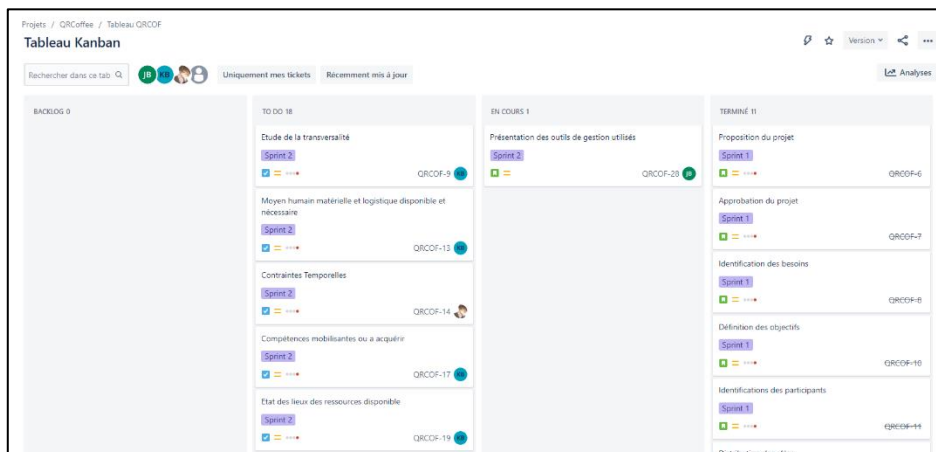 Projets / QRCoffee / Tableau QRCOF
Tableau Kanban
Version
Rechercher dans ce tab
JB
KB
Uniquement mes tickets
Récemment mis à jour
Analyses
BACKLOG 0
TO DO 18
Etude de la transversalité
Sprint 2
QRCOF-9
KB
Moyen humain matérielle et logistique disponible et
nécessaire
Sprint 2
QRCOF-13
KB
Contraintes Temporelles
Sprint 2
QRCOF-14
Compétences mobilisantes ou a acquérir
Sprint 2
QRCOF-17
KB
Etat des lieux des ressources disponible
Sprint 2
QRCOF-19
KB
EN COURS 1
Présentation des outils de gestion utilisés
Sprint 2
QRCOF-28
JB
TERMINÉ 11
Proposition du projet
Sprint 1
QRCOF-6
Approbation du projet
Sprint 1
QRCOF-7
Identification des besoins
Sprint 1
QRCOF-8
Définition des objectifs
Sprint 1
QRCOF-10
Identifications des participants
Sprint 1
QRCOF-11